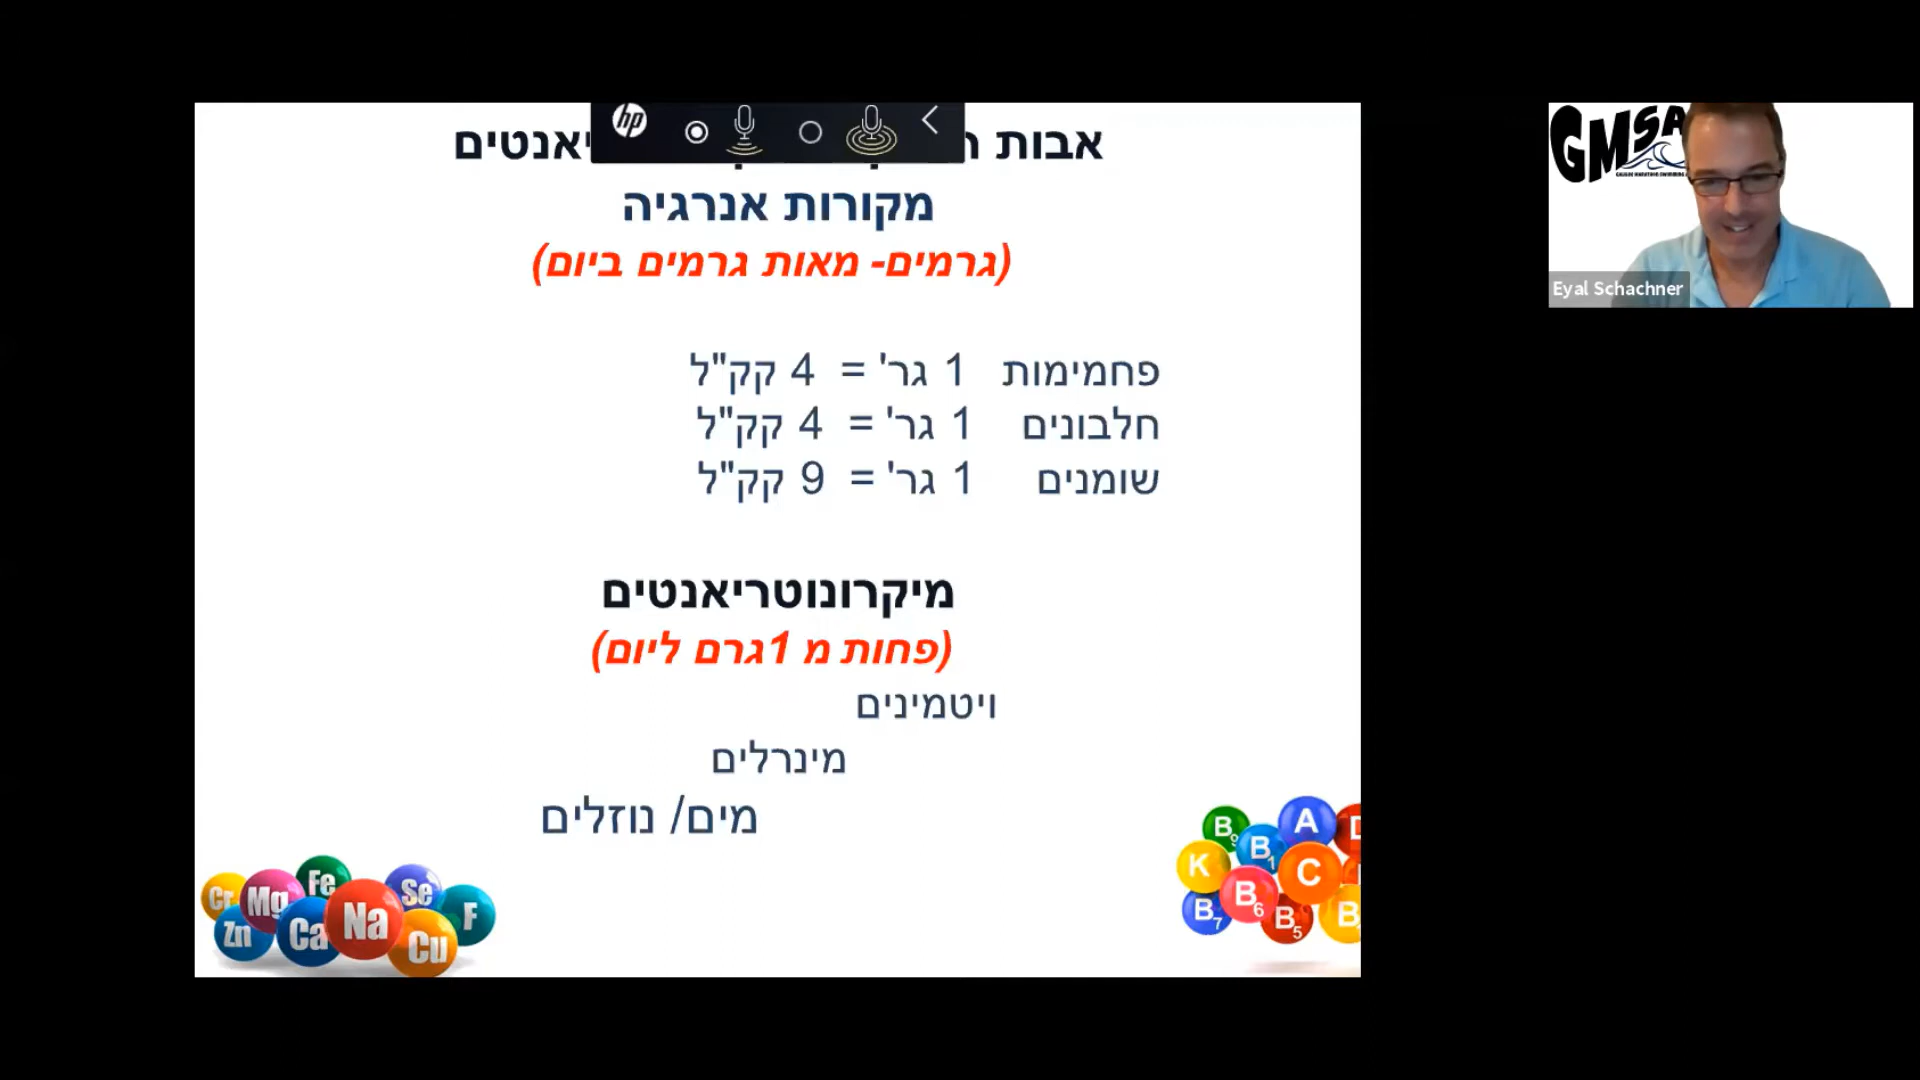 אבות
מקורות אנרגיה
(גרמים- מאות גרמים ביום)
פחמימות 1 גר' = 4 קק"ל
חלבונים 1 גר' = 4 קק"ל
שומנים 1 גר' = 9 קק"ל
מיקרונוטריאנטים
(פחות מ 1גרם ליום)
ויטמינים
מינרלים
מים/ נוזלים
Cr Mg Fe Se F
Zn Ca Na Cu
B9 A
K B1 C
B7 B6 B5 B
hp
GMSA
Eyal Schachner